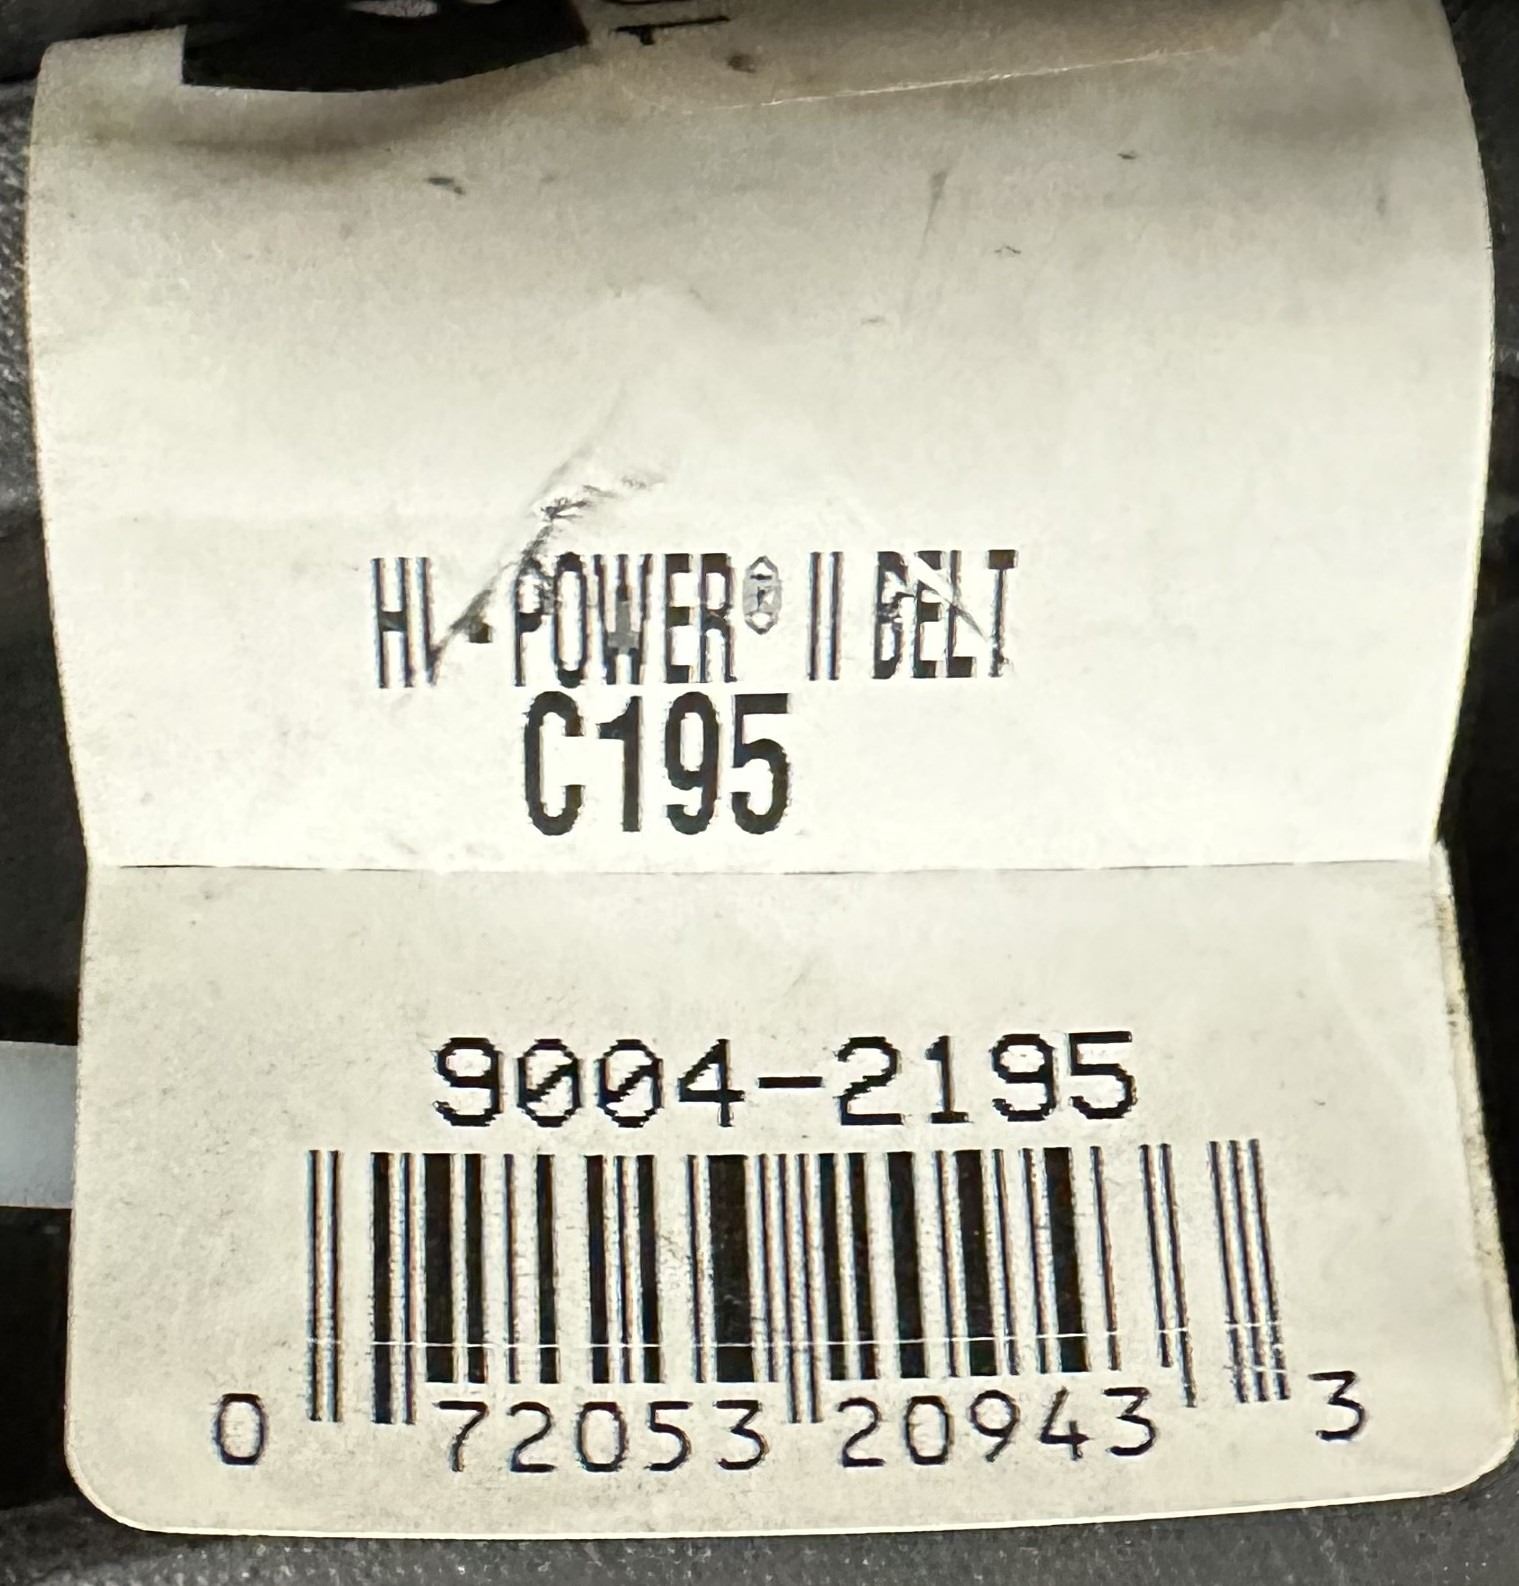 HI-POWER® II BELT
C195
9004-2195
0 72053 20943 3